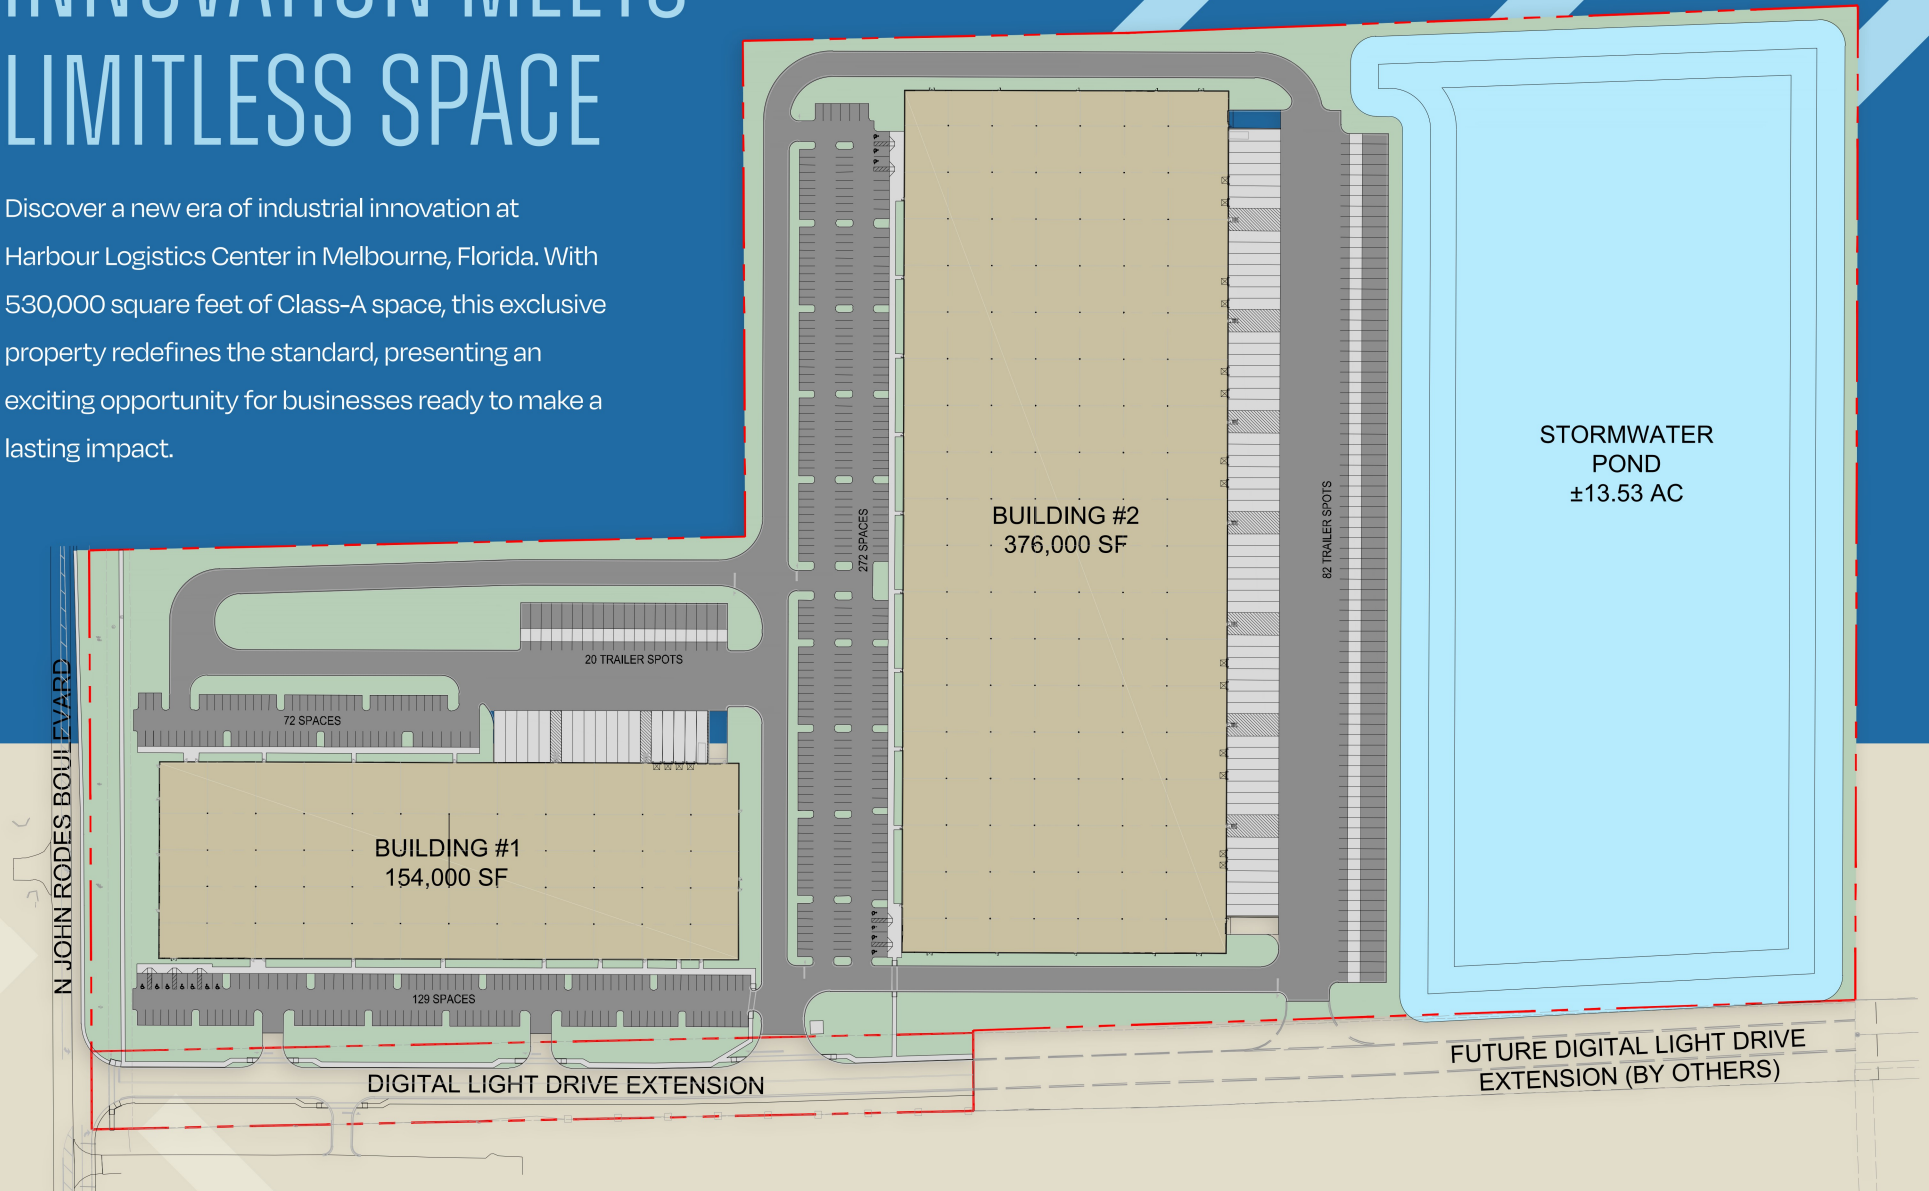 INNOVATION MEETS
LIMITLESS SPACE
Discover a new era of industrial innovation at
Harbour Logistics Center in Melbourne, Florida. With
530,000 square feet of Class-A space, this exclusive
property redefines the standard, presenting an
exciting opportunity for businesses ready to make a
lasting impact.
STORMWATER
POND
±13.53 AC
BUILDING #2
376,000 SF
272 SPACES
82 TRAILER SPOTS
20 TRAILER SPOTS
72 SPACES
BUILDING #1
154,000 SF
129 SPACES
N JOHN RODES BOULEVARD
DIGITAL LIGHT DRIVE EXTENSION
FUTURE DIGITAL LIGHT DRIVE
EXTENSION (BY OTHERS)